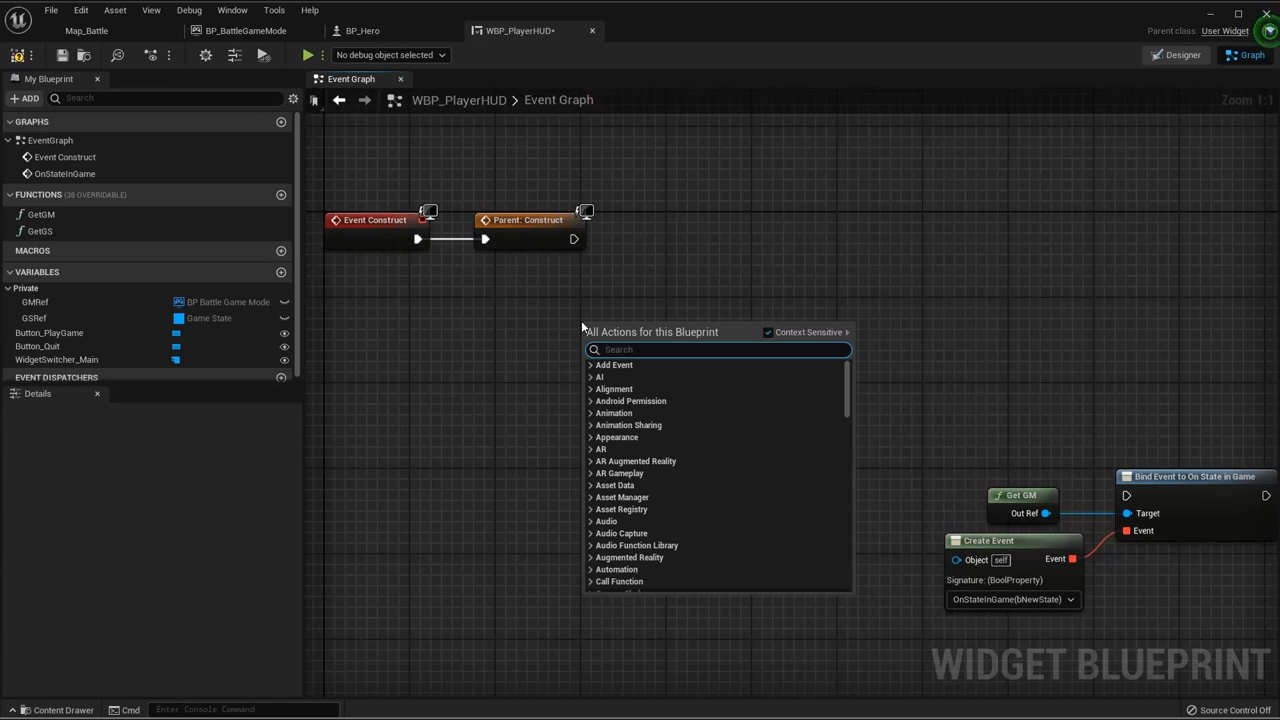 File Edit Asset View Debug Window Tools Help
Map_Battle BP_BattleGameMode BP_Hero WBP_PlayerHUD•
Parent class: User Widget
No debug object selected
Designer Graph
My Blueprint
Event Graph
ADD Search
WBP_PlayerHUD > Event Graph
Zoom 1:1
GRAPHS
EventGraph
Event Construct
OnStateInGame
FUNCTIONS (38 OVERRIDABLE)
GetGM
GetGS
MACROS
VARIABLES
Private
GMRef BP Battle Game Mode
GSRef Game State
Button_PlayGame
Button_Quit
WidgetSwitcher_Main
EVENT DISPATCHERS
Details
Event Construct
Parent: Construct
All Actions for this Blueprint Context Sensitive
Search
Add Event
AI
Alignment
Android Permission
Animation
Animation Sharing
Appearance
AR
AR Augmented Reality
AR Gameplay
Asset Data
Asset Manager
Asset Registry
Audio
Audio Capture
Audio Function Library
Augmented Reality
Automation
Call Function
Get GM
Out Ref
Bind Event to On State in Game
Target
Event
Create Event
Object self Event
Signature: (BoolProperty)
OnStateInGame(bNewState)
WIDGET BLUEPRINT
Content Drawer Cmd Enter Console Command
Source Control Off